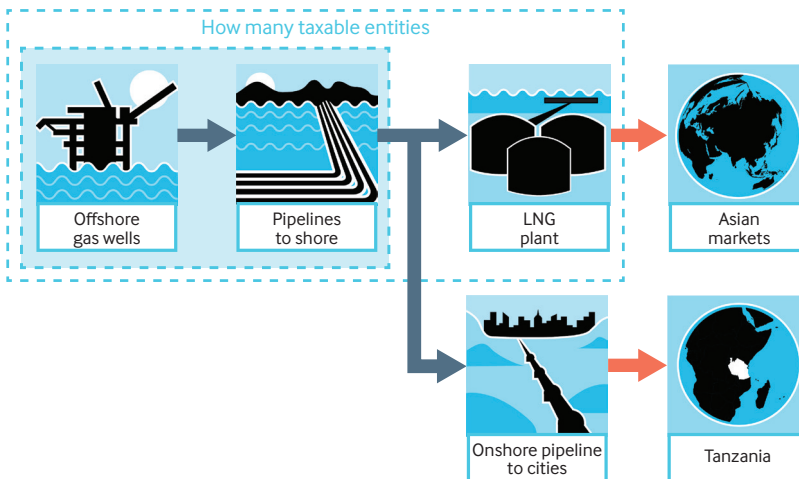 How many taxable entities
Offshore
gas wells
Pipelines
to shore
LNG
plant
Asian
markets
Onshore pipeline
to cities
Tanzania